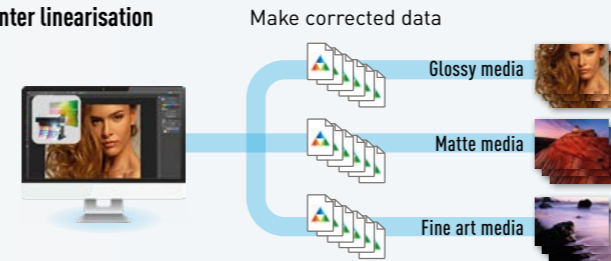 nter linearisation
Make corrected data
Glossy media
Matte media
Fine art media